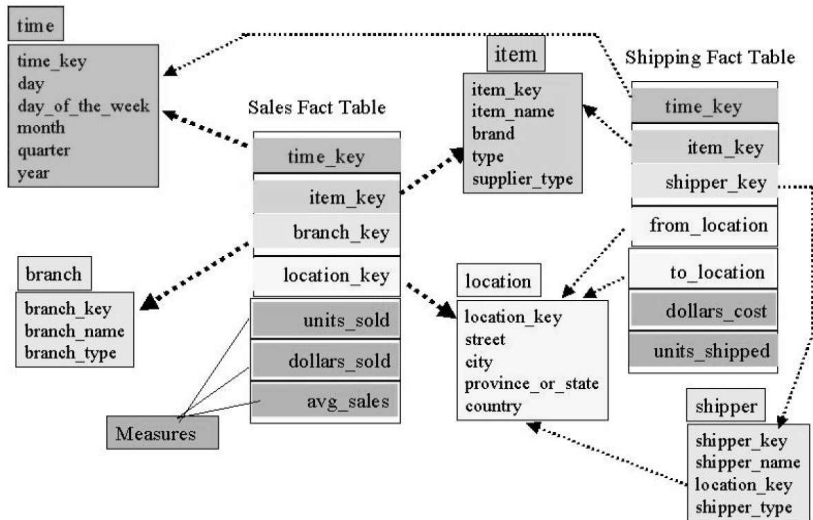 time
time_key
day
day_of_the_week
month
quarter
year
Sales Fact Table
time_key
item_key
branch_key
location_key
units_sold
dollars_sold
avg_sales
Measures
branch
branch_key
branch_name
branch_type
item
item_key
item_name
brand
type
supplier_type
location
location_key
street
city
province_or_state
country
Shipping Fact Table
time_key
item_key
shipper_key
from_location
to_location
dollars_cost
units_shipped
shipper
shipper_key
shipper_name
location_key
shipper_type